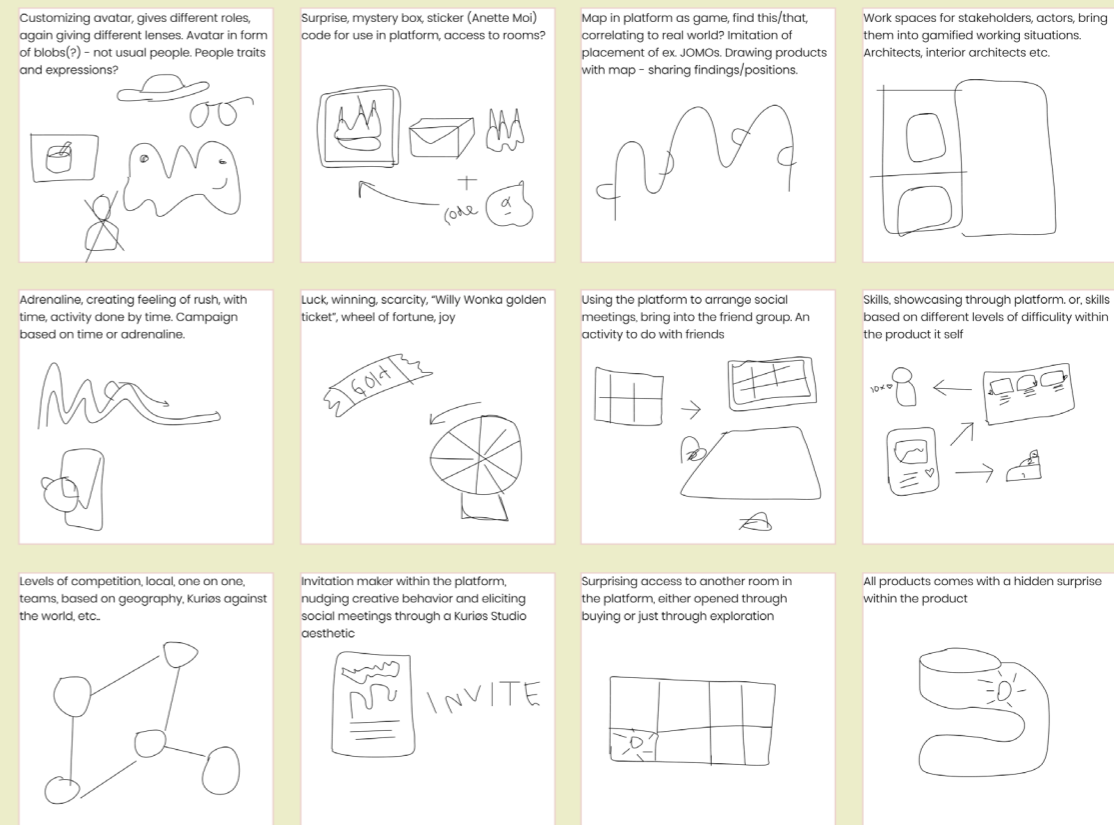 Customizing avatar, gives different roles,
again giving different lenses. Avatar in form
of blobs(?) - not usual people. People traits
and expressions?
Surprise, mystery box, sticker (Anette Moi)
code for use in platform, access to rooms?
+
code
Map in platform as game, find this/that,
correlating to real world? Imitation of
placement of ex. JOMOs. Drawing products
with map - sharing findings/positions.
Work spaces for stakeholders, actors, bring
them into gamified working situations.
Architects, interior architects etc.
Adrenaline, creating feeling of rush, with
time, activity done by time. Campaign
based on time or adrenaline.
Luck, winning, scarcity, “Willy Wonka golden
ticket”, wheel of fortune, joy
GOld
Using the platform to arrange social
meetings, bring into the friend group. An
activity to do with friends
Skills, showcasing through platform. or, skills
based on different levels of difficulity within
the product it self
10x
1
2
3
Levels of competition, local, one on one,
teams, based on geography, Kuriøs against
the world, etc..
Invitation maker within the platform,
nudging creative behavior and eliciting
social meetings through a Kuriøs Studio
aesthetic
INVITE
Surprising access to another room in
the platform, either opened through
buying or just through exploration
All products comes with a hidden surprise
within the product